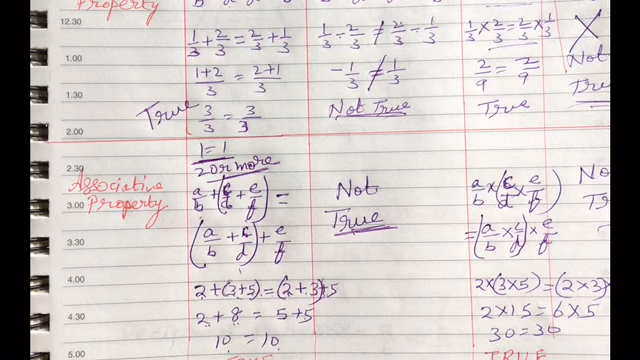 Property
12.30
1/3 + 2/3 = 2/3 + 1/3
1/3 ÷ 2/3 ≠ 2/3 ÷ 1/3
1/3 × 2/3 = 2/3 × 1/3
1.00
1+2/3 = 2+1/3
-1/3 ≠ 1/3
2/9 = 2/9
Not
True
1.30
True
3/3 = 3/3
Not True
True
2.00
1 = 1
2 or more
2.30
Associative
Property
3.00
a/b + (c/d + e/f) =
Not
True
a/b × (c/d × e/f)
True
3.30
(a/b + c/d) + e/f
= (a/b × c/d) × e/f
4.00
2+(3+5) = (2+3)+5
2×(3×5) = (2×3)
4.30
2+8 = 5+5
2×15 = 6×5
10 = 10
30 = 30
5.00
TRUE